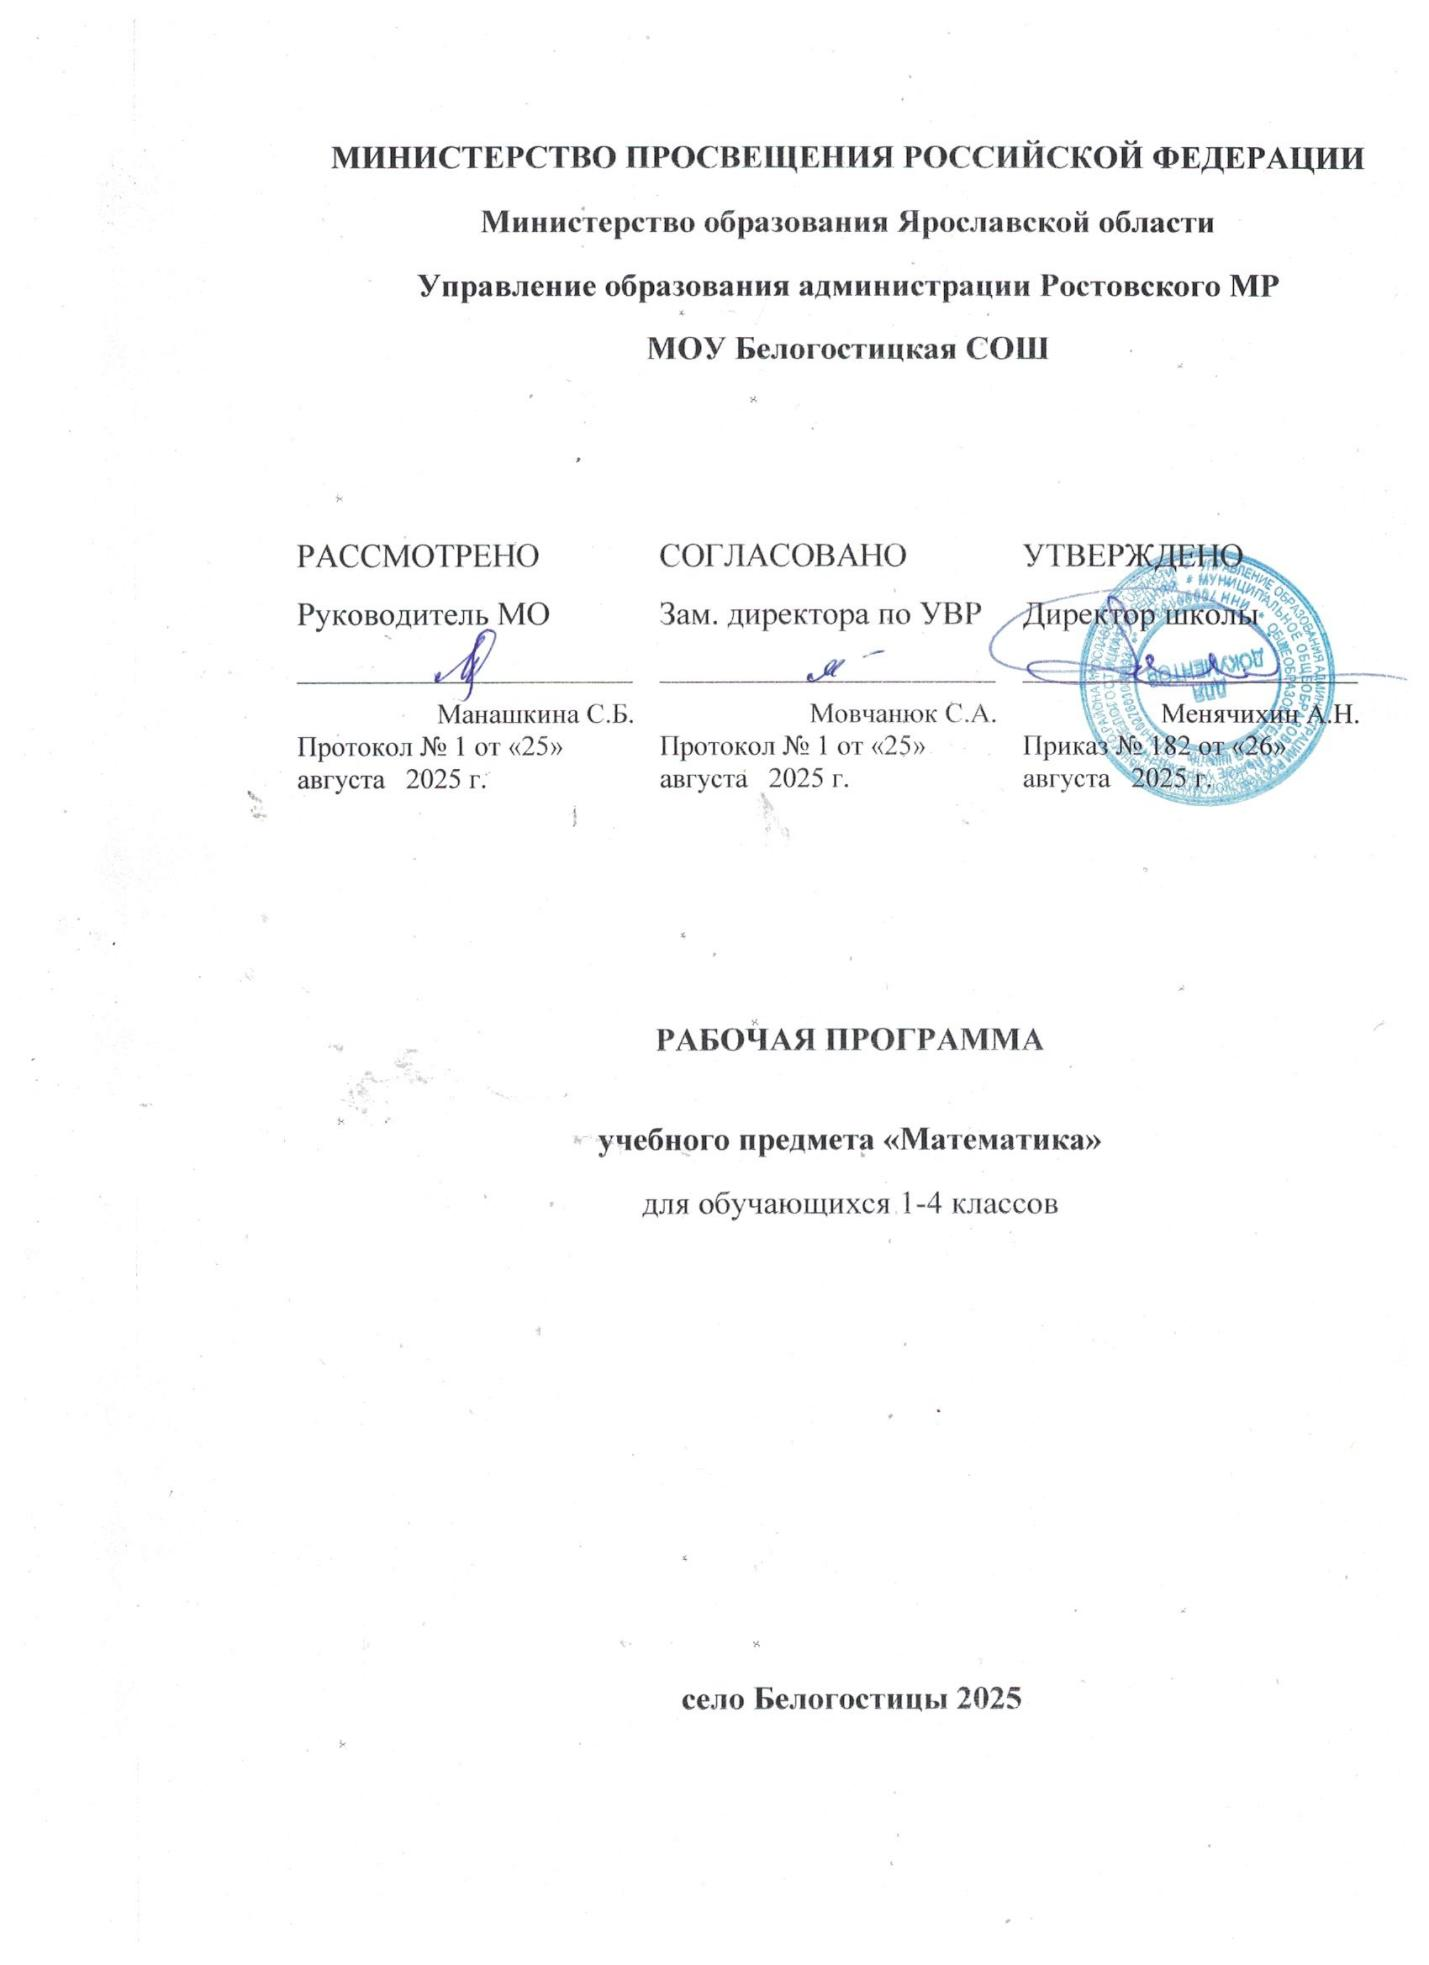 МИНИСТЕРСТВО ПРОСВЕЩЕНИЯ РОССИЙСКОЙ ФЕДЕРАЦИИ
Министерство образования Ярославской области
Управление образования администрации Ростовского МР
МОУ Белогостицкая СОШ
РАССМОТРЕНО
Руководитель МО
Манашкина С.Б.
Протокол № 1 от «25»
августа 2025 г.
СОГЛАСОВАНО
Зам. директора по УВР
Мовчанюк С.А.
Протокол № 1 от «25»
августа 2025 г.
УТВЕРЖДЕНО
Директор школы
Менячихин А.Н.
Приказ № 182 от «26»
августа 2025 г.
ДЛЯ
ДОКУМЕНТОВ
РАБОЧАЯ ПРОГРАММА
учебного предмета «Математика»
для обучающихся 1-4 классов
село Белогостицы 2025